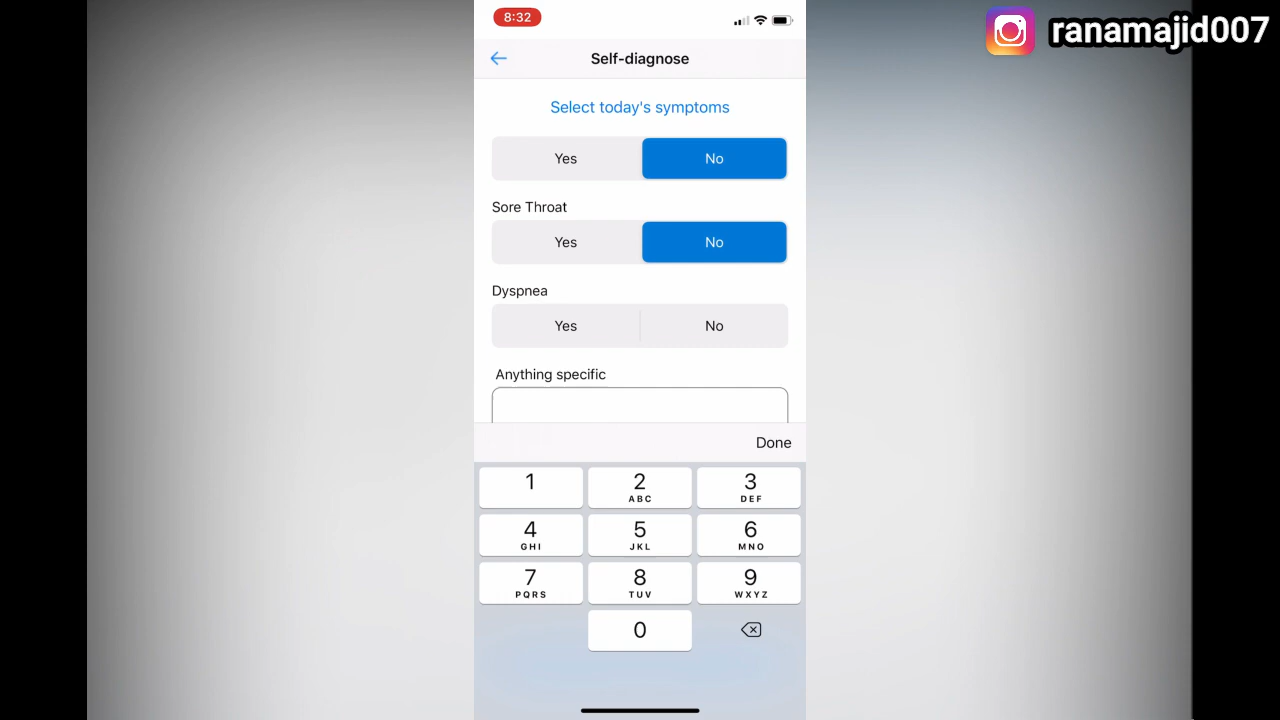 ranamajid007
8:32
Self-diagnose
Select today's symptoms
Yes No
Sore Throat
Yes No
Dyspnea
Yes No
Anything specific
Done
1 2 3
ABC DEF
4 5 6
GHI JKL MNO
7 8 9
PQRS TUV WXYZ
0